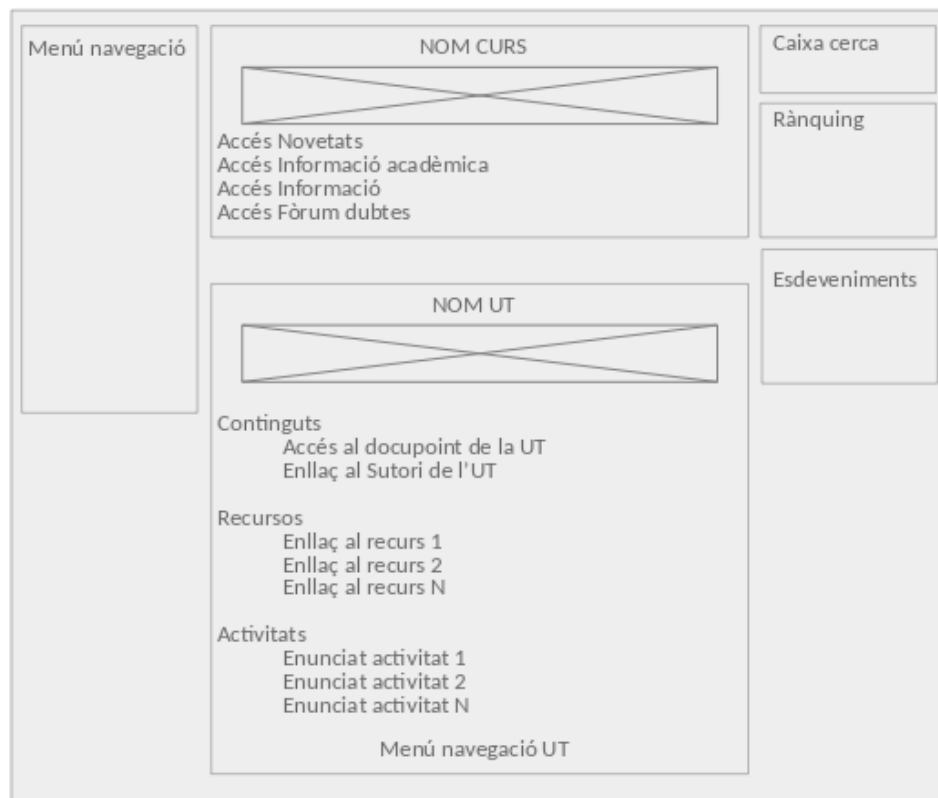 Menú navegació
NOM CURS
Accés Novetats
Accés Informació acadèmica
Accés Informació
Accés Fòrum dubtes
Caixa cerca
Rànquing
Esdeveniments
NOM UT
Continguts
Accés al docupoint de la UT
Enllaç al Sutori de l'UT
Recursos
Enllaç al recurs 1
Enllaç al recurs 2
Enllaç al recurs N
Activitats
Enunciat activitat 1
Enunciat activitat 2
Enunciat activitat N
Menú navegació UT